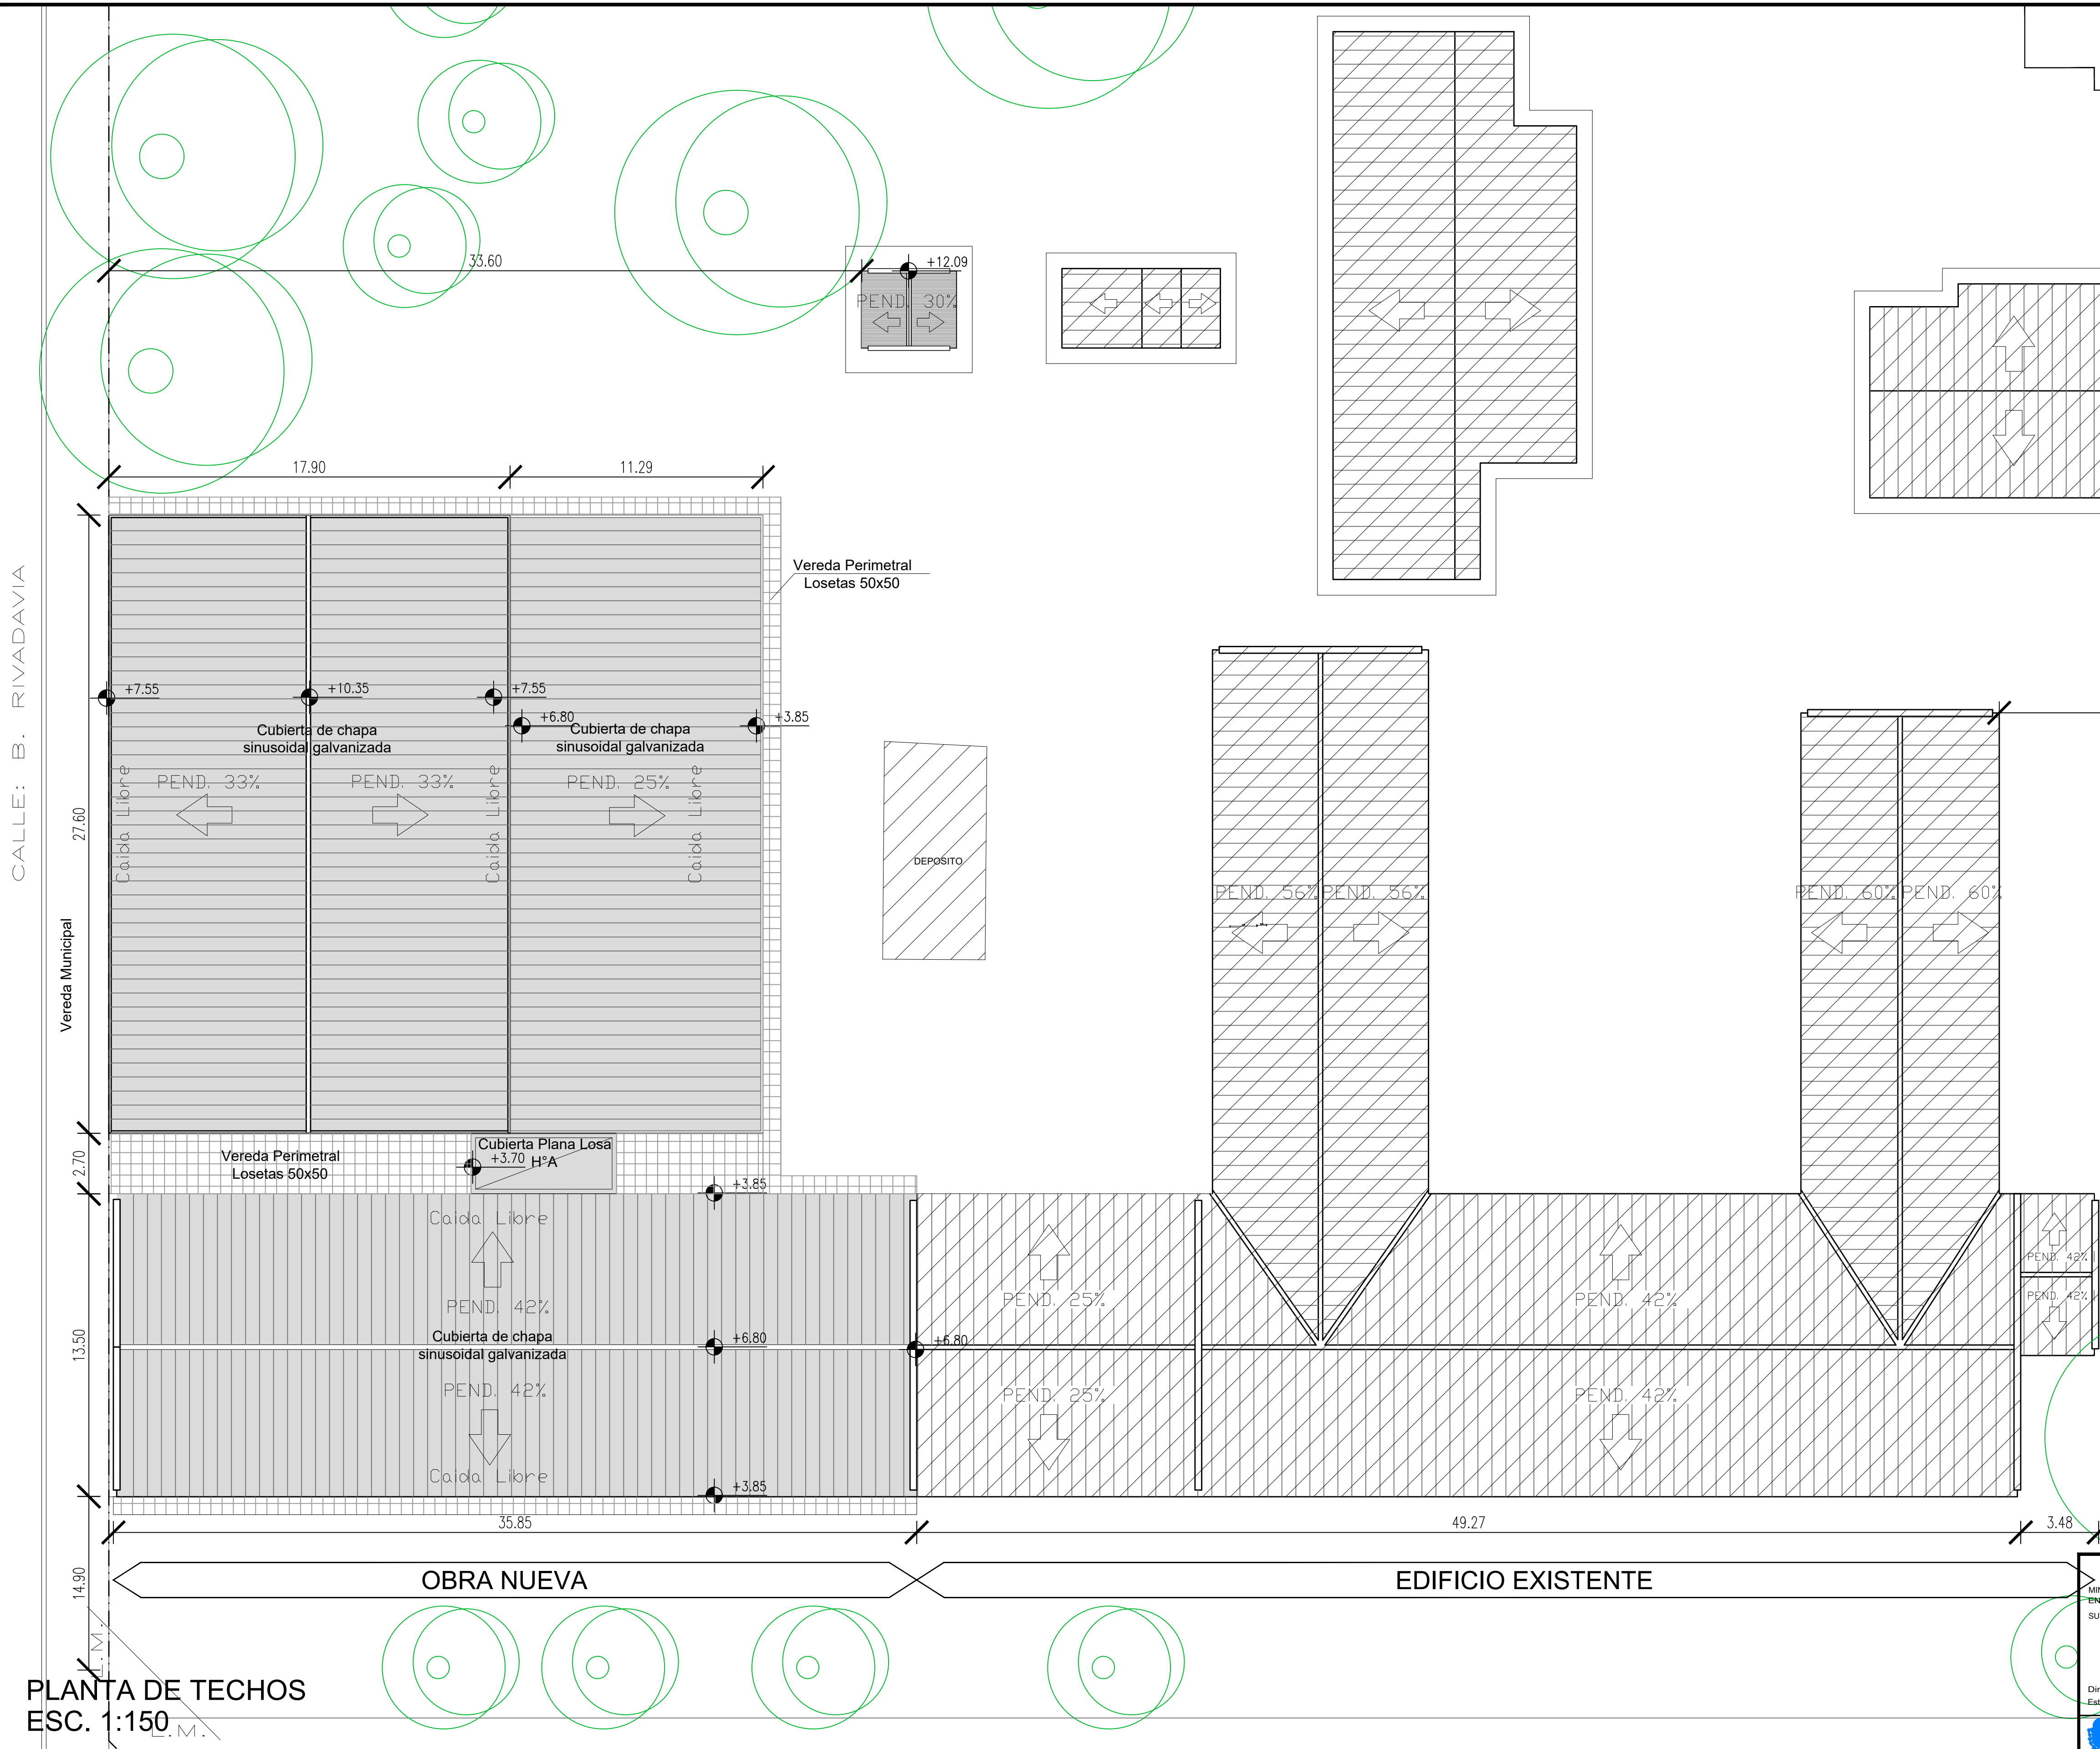 33.60
+12.09
PEND. 30%
17.90
11.29
Vereda Perimetral
Losetas 50x50
CALLE: B. RIVADAVIA
+7.55
+10.35
+7.55
+6.80
+3.85
Cubierta de chapa
sinusoidal galvanizada
Cubierta de chapa
sinusoidal galvanizada
PEND. 33%
PEND. 33%
PEND. 25%
Caida Libre
Caida Libre
Caida Libre
27.60
DEPOSITO
PEND. 56%
PEND. 56%
PEND. 60%
PEND. 60%
Vereda Municipal
2.70
Vereda Perimetral
Losetas 50x50
Cubierta Plana Losa
H°A
+3.70
+3.85
Caida Libre
PEND. 42%
Cubierta de chapa
sinusoidal galvanizada
+6.80
+6.80
PEND. 42%
Caida Libre
+3.85
13.50
PEND. 25%
PEND. 25%
PEND. 42%
PEND. 42%
PEND. 42%
PEND. 42%
35.85
49.27
3.48
OBRA NUEVA
EDIFICIO EXISTENTE
14.90
L.M.
PLANTA DE TECHOS
ESC. 1:150
L.M.
EN
SU
Dir
Est